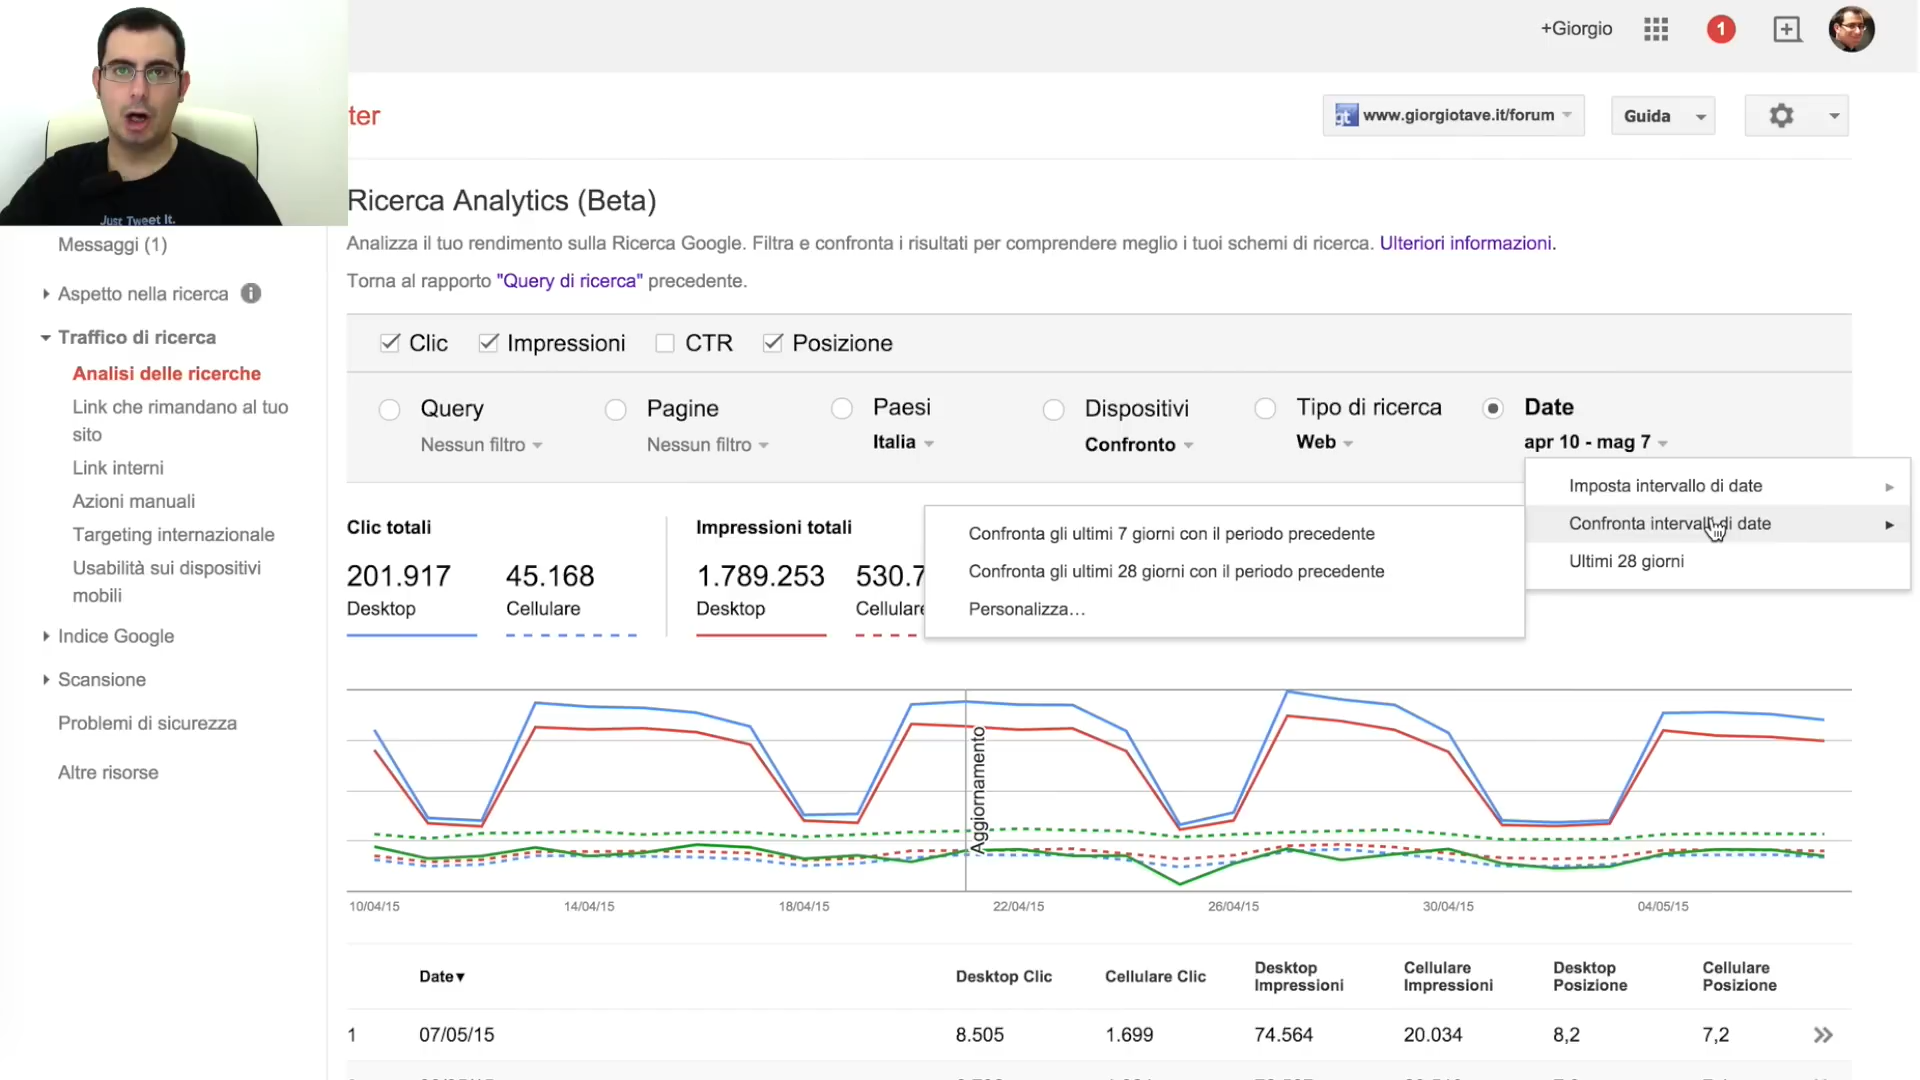 +Giorgio
1
ter
www.giorgiotave.it/forum
Guida
Just Tweet It.
Ricerca Analytics (Beta)
Analizza il tuo rendimento sulla Ricerca Google. Filtra e confronta i risultati per comprendere meglio i tuoi schemi di ricerca. Ulteriori informazioni.
Torna al rapporto "Query di ricerca" precedente.
Messaggi (1)
Aspetto nella ricerca
Traffico di ricerca
Analisi delle ricerche
Link che rimandano al tuo
sito
Link interni
Azioni manuali
Targeting internazionale
Usabilità sui dispositivi
mobili
Indice Google
Scansione
Problemi di sicurezza
Altre risorse
Clic Impressioni CTR Posizione
Query Pagine Paesi Dispositivi Tipo di ricerca Date
Nessun filtro Nessun filtro Italia Confronto Web apr 10 - mag 7
Imposta intervallo di date
Confronta intervalli di date
Ultimi 28 giorni
Confronta gli ultimi 7 giorni con il periodo precedente
Confronta gli ultimi 28 giorni con il periodo precedente
Personalizza…
Clic totali Impressioni totali
201.917 45.168 1.789.253 530.7
Desktop Cellulare Desktop Cellulare
Aggiornamento
10/04/15 14/04/15 18/04/15 22/04/15 26/04/15 30/04/15 04/05/15
Date▼ Desktop Clic Cellulare Clic Desktop Impressioni Cellulare Impressioni Desktop Posizione Cellulare Posizione
1 07/05/15 8.505 1.699 74.564 20.034 8,2 7,2 »